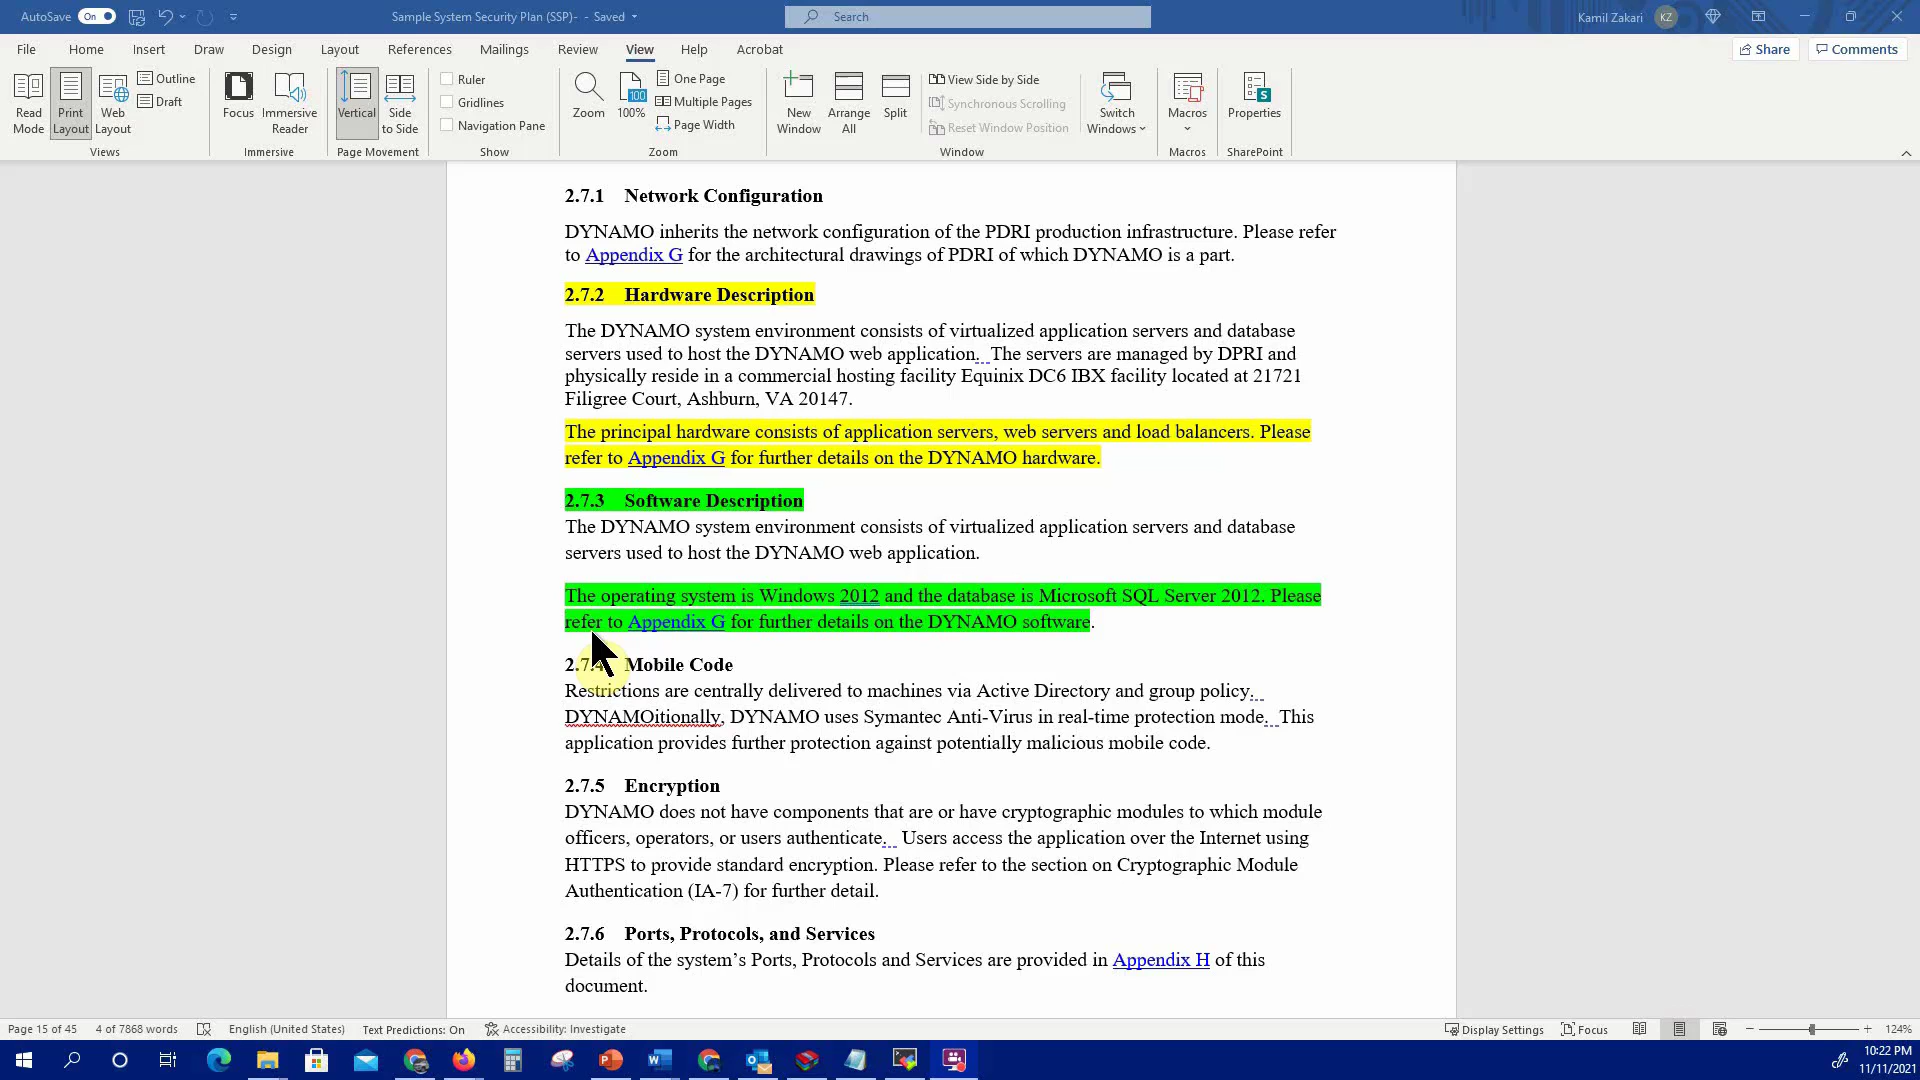 AutoSave On Sample System Security Plan (SSP)- - Saved Search Kamil Zakari KZ
File Home Insert Draw Design Layout References Mailings Review View Help Acrobat Share Comments
Read Mode
Print Layout
Web Layout
Outline
Draft
Views
Focus
Immersive Reader
Immersive
Vertical
Side to Side
Page Movement
Ruler
Gridlines
Navigation Pane
Show
Zoom
100
100%
One Page
Multiple Pages
Page Width
Zoom
New Window
Arrange All
Split
View Side by Side
Synchronous Scrolling
Reset Window Position
Switch Windows
Window
Macros
Macros
Properties
SharePoint
2.7.1 Network Configuration
DYNAMO inherits the network configuration of the PDRI production infrastructure. Please refer
to Appendix G for the architectural drawings of PDRI of which DYNAMO is a part.
2.7.2 Hardware Description
The DYNAMO system environment consists of virtualized application servers and database
servers used to host the DYNAMO web application. The servers are managed by DPRI and
physically reside in a commercial hosting facility Equinix DC6 IBX facility located at 21721
Filigree Court, Ashburn, VA 20147.
The principal hardware consists of application servers, web servers and load balancers. Please
refer to Appendix G for further details on the DYNAMO hardware.
2.7.3 Software Description
The DYNAMO system environment consists of virtualized application servers and database
servers used to host the DYNAMO web application.
The operating system is Windows 2012 and the database is Microsoft SQL Server 2012. Please
refer to Appendix G for further details on the DYNAMO software.
2.7.4 Mobile Code
Restrictions are centrally delivered to machines via Active Directory and group policy.
DYNAMOitionally, DYNAMO uses Symantec Anti-Virus in real-time protection mode. This
application provides further protection against potentially malicious mobile code.
2.7.5 Encryption
DYNAMO does not have components that are or have cryptographic modules to which module
officers, operators, or users authenticate. Users access the application over the Internet using
HTTPS to provide standard encryption. Please refer to the section on Cryptographic Module
Authentication (IA-7) for further detail.
2.7.6 Ports, Protocols, and Services
Details of the system’s Ports, Protocols and Services are provided in Appendix H of this
document.
Page 15 of 45 4 of 7868 words English (United States) Text Predictions: On Accessibility: Investigate Display Settings Focus 124%
10:22 PM
11/11/2021